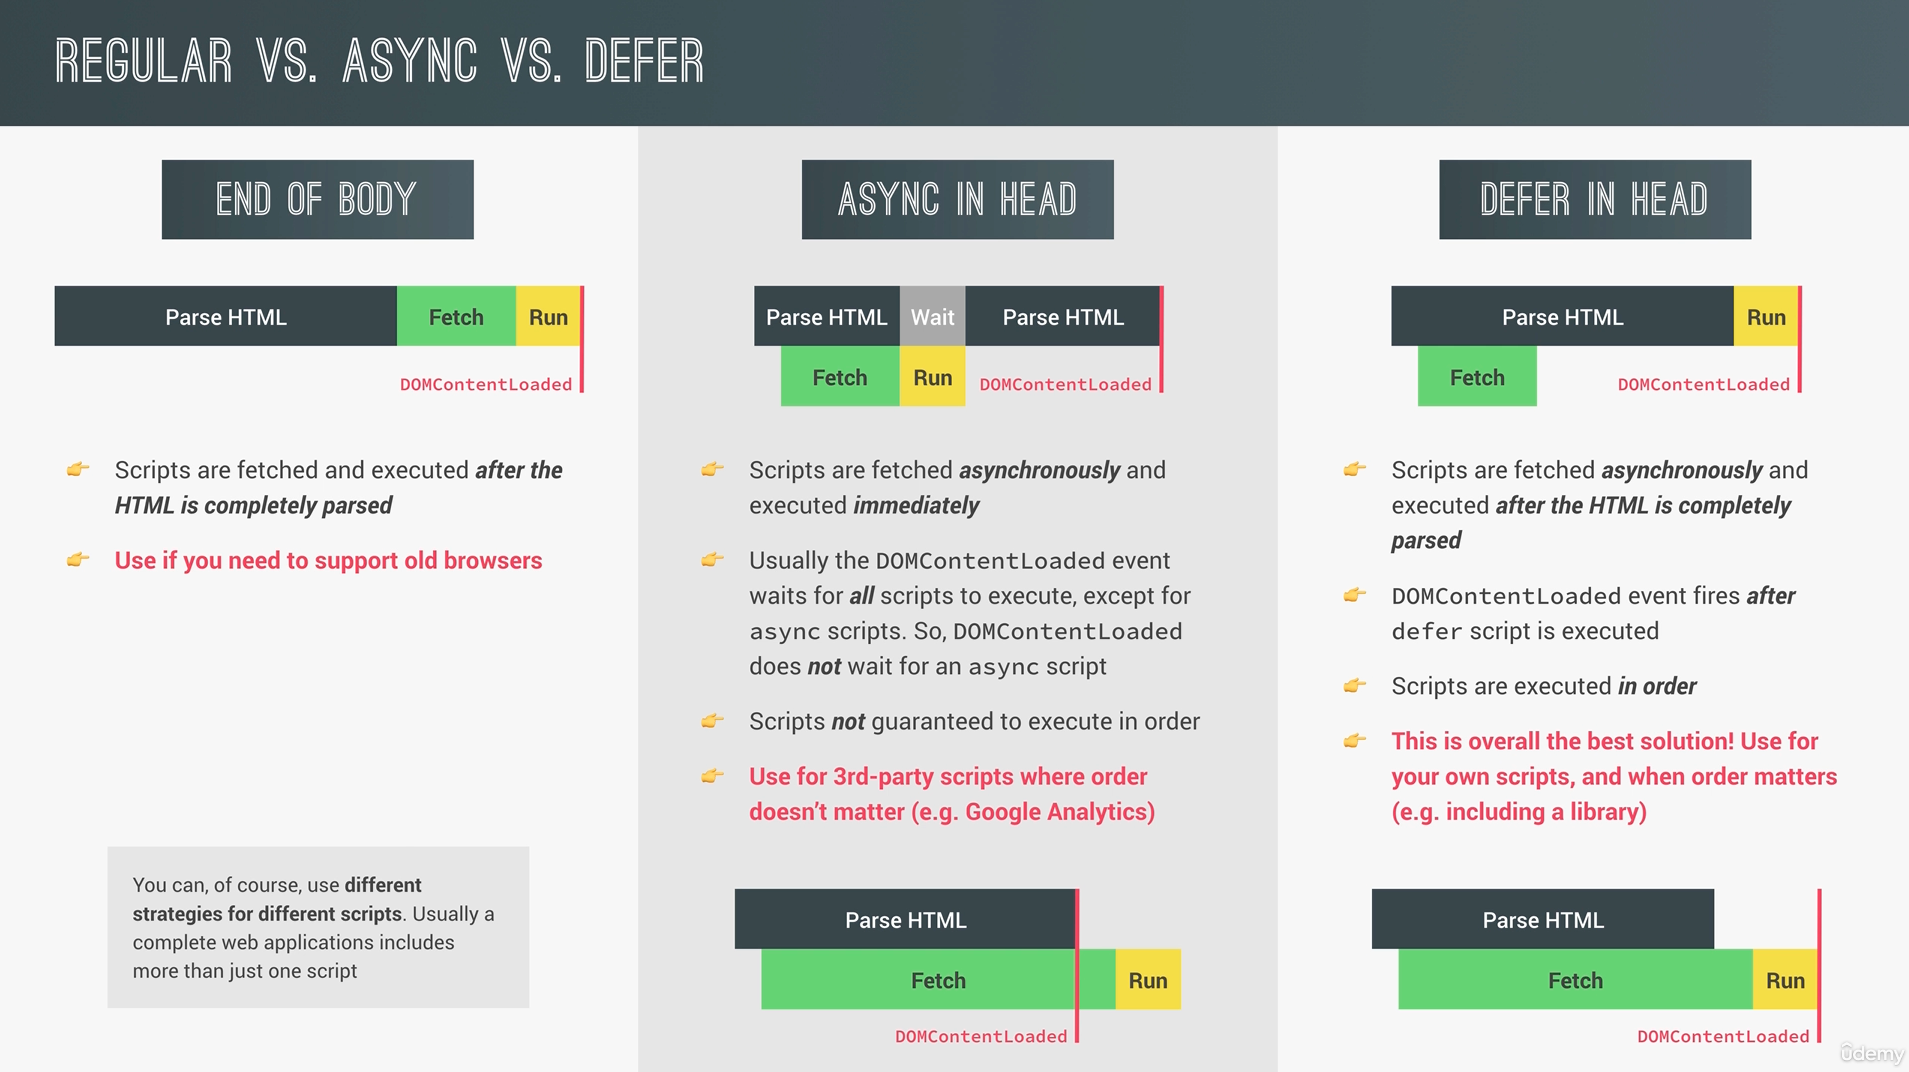 REGULAR VS. ASYNC VS. DEFER
END OF BODY
Parse HTML
Fetch
Run
DOMContentLoaded
Scripts are fetched and executed after the
HTML is completely parsed
Use if you need to support old browsers
You can, of course, use different
strategies for different scripts. Usually a
complete web applications includes
more than just one script
ASYNC IN HEAD
Parse HTML
Wait
Parse HTML
Fetch
Run
DOMContentLoaded
Scripts are fetched asynchronously and
executed immediately
Usually the DOMContentLoaded event
waits for all scripts to execute, except for
async scripts. So, DOMContentLoaded
does not wait for an async script
Scripts not guaranteed to execute in order
Use for 3rd-party scripts where order
doesn’t matter (e.g. Google Analytics)
Parse HTML
Fetch
Run
DOMContentLoaded
DEFER IN HEAD
Parse HTML
Run
Fetch
DOMContentLoaded
Scripts are fetched asynchronously and
executed after the HTML is completely
parsed
DOMContentLoaded event fires after
defer script is executed
Scripts are executed in order
This is overall the best solution! Use for
your own scripts, and when order matters
(e.g. including a library)
Parse HTML
Fetch
Run
DOMContentLoaded
udemy